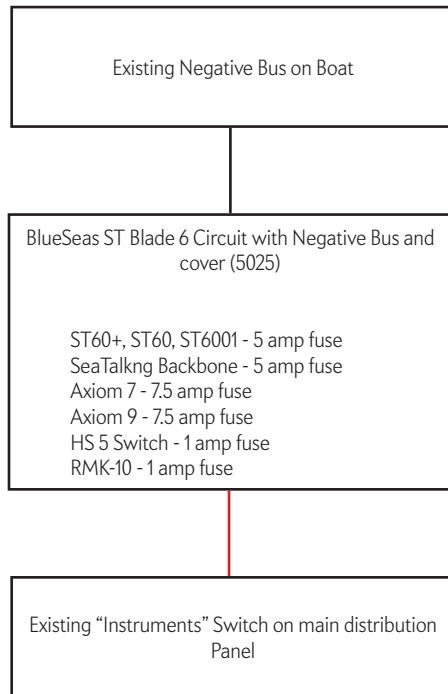 Existing Negative Bus on Boat
BlueSeas ST Blade 6 Circuit with Negative Bus and
cover (5025)
ST60+, ST60, ST6001 - 5 amp fuse
SeaTalkng Backbone - 5 amp fuse
Axiom 7 - 7.5 amp fuse
Axiom 9 - 7.5 amp fuse
HS 5 Switch - 1 amp fuse
RMK-10 - 1 amp fuse
Existing “Instruments” Switch on main distribution
Panel